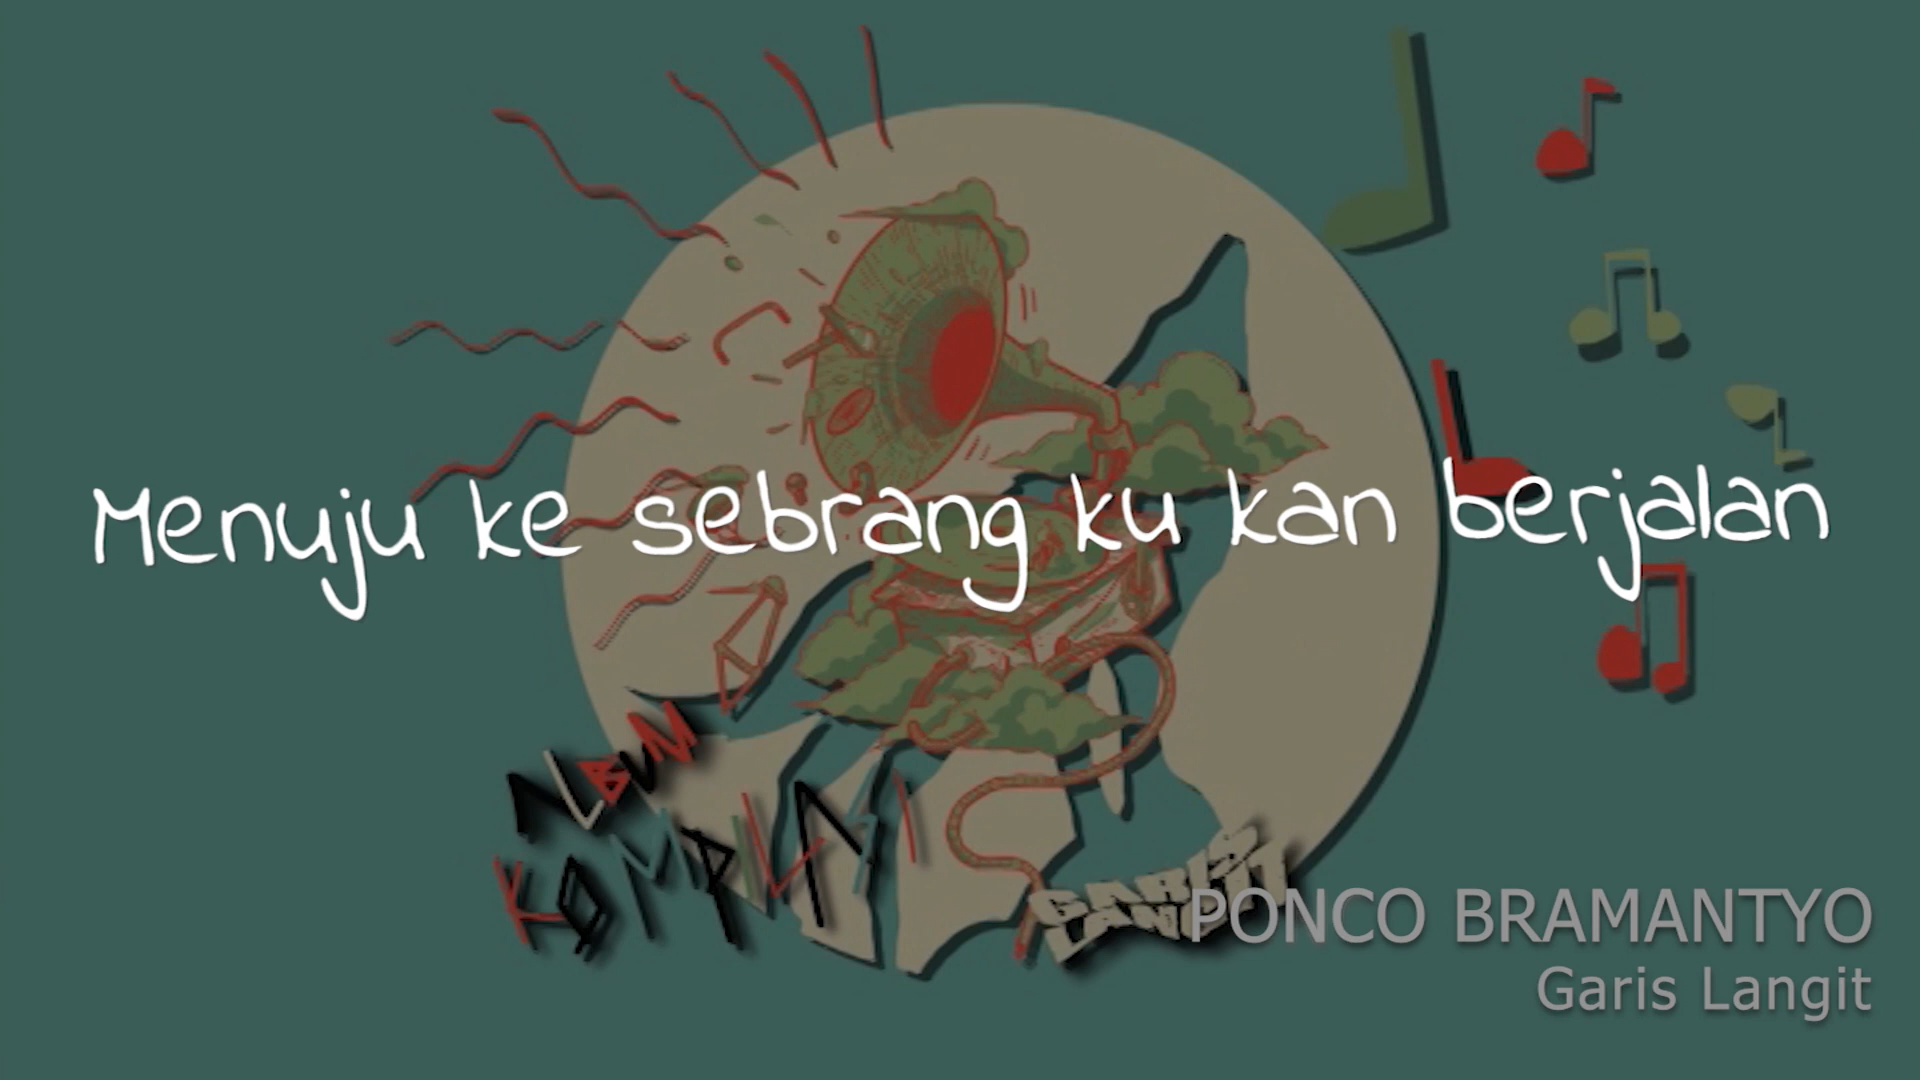 Menuju ke sebrang ku kan berjalan
ALBUM
KOMPILASI
GARIS
LANGIT
PONCO BRAMANTYO
Garis Langit